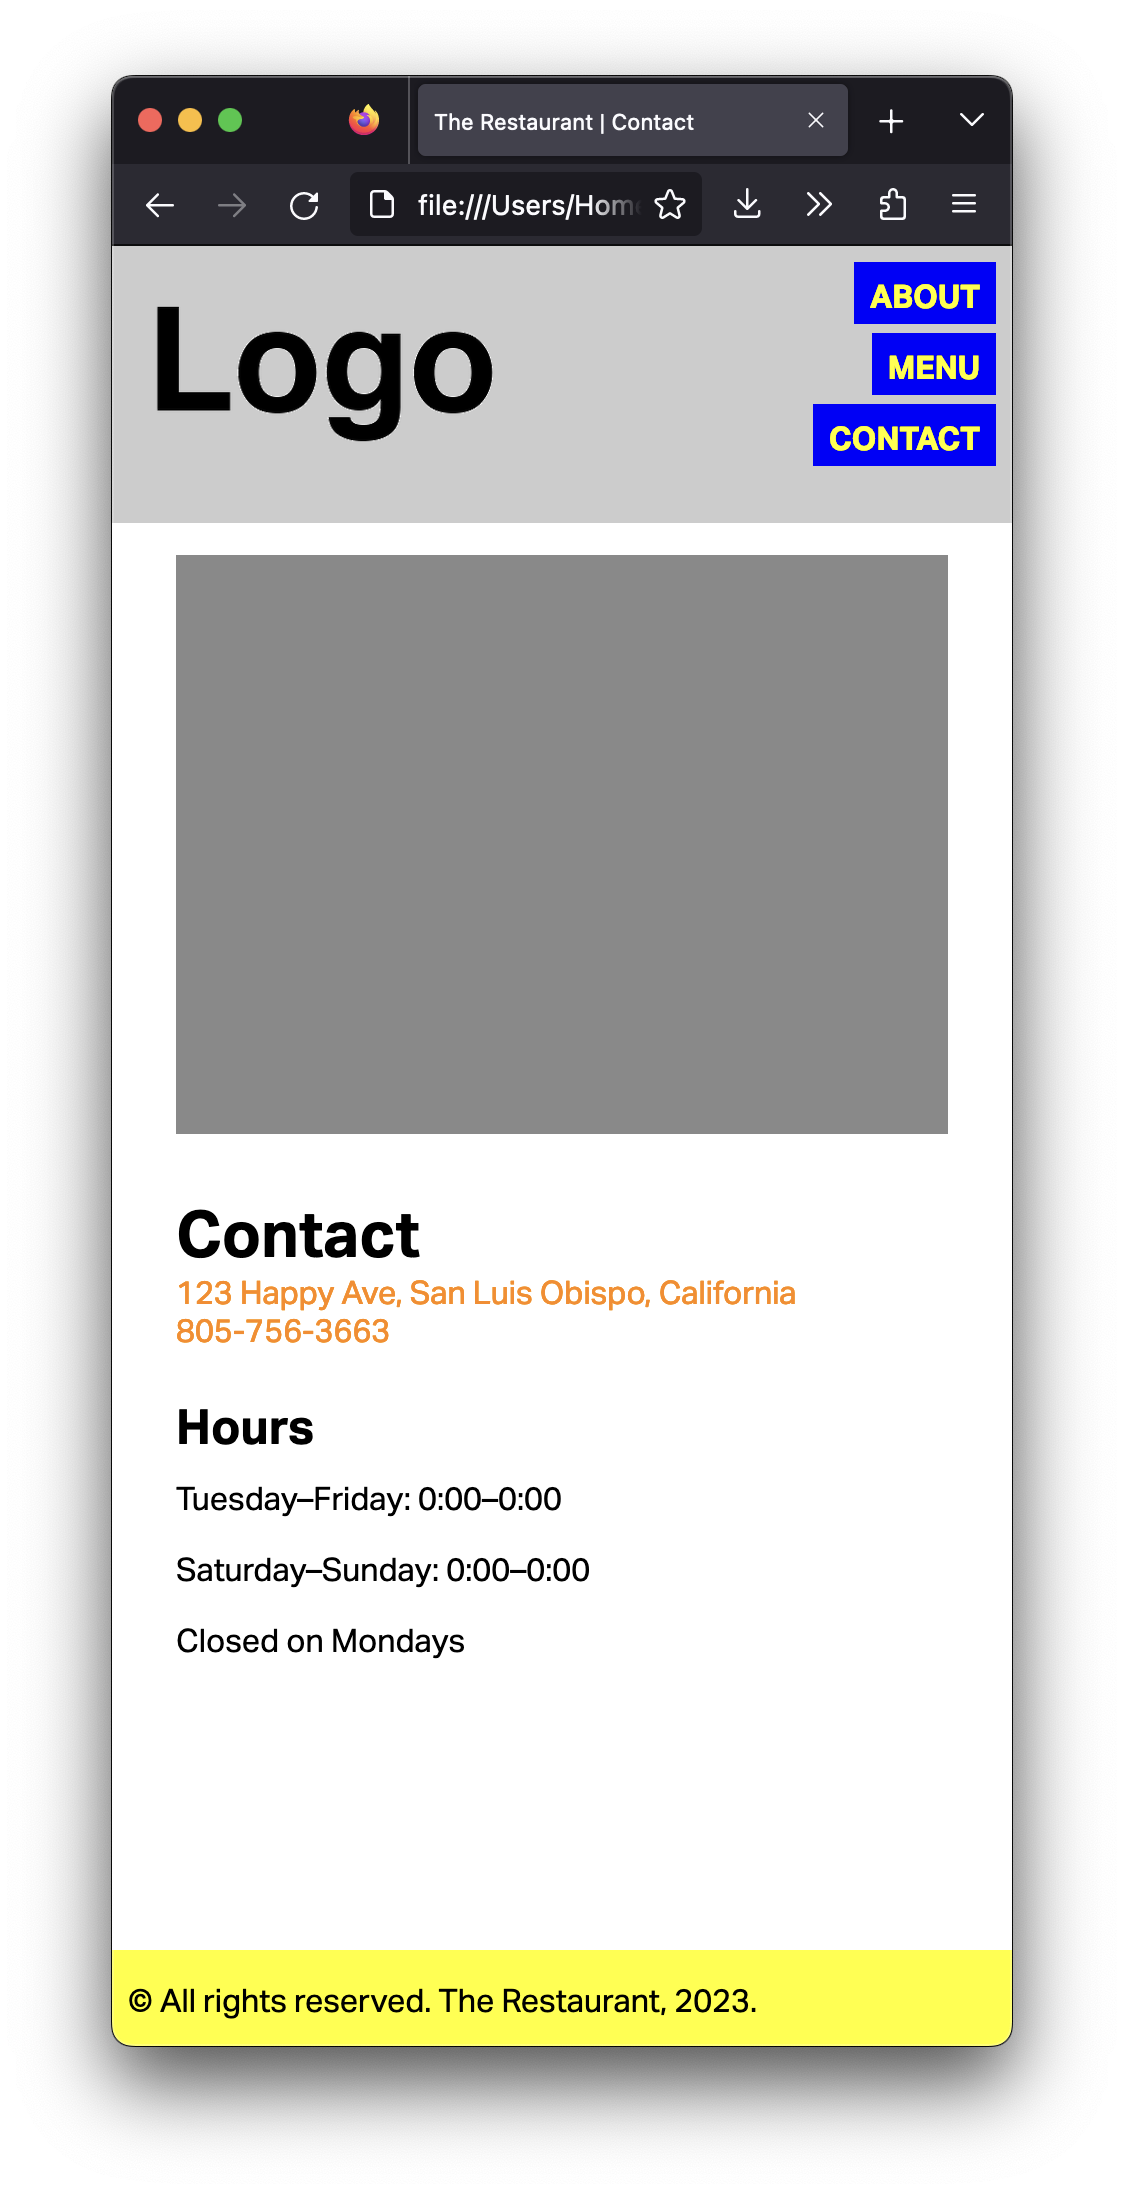 The Restaurant | Contact
file:///Users/Home
Logo
ABOUT
MENU
CONTACT
Contact
123 Happy Ave, San Luis Obispo, California
805-756-3663
Hours
Tuesday–Friday: 0:00–0:00
Saturday–Sunday: 0:00–0:00
Closed on Mondays
© All rights reserved. The Restaurant, 2023.